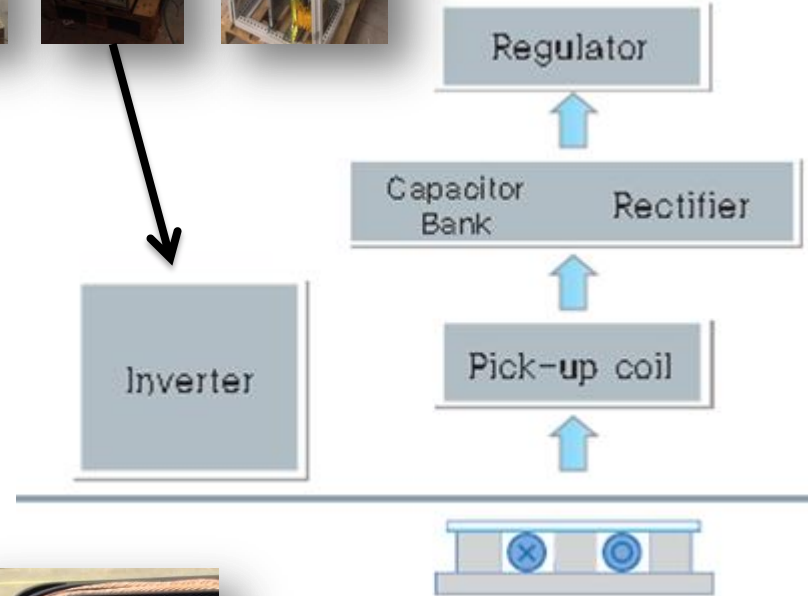 Regulator
Capacitor
Bank
Rectifier
Inverter
Pick-up coil